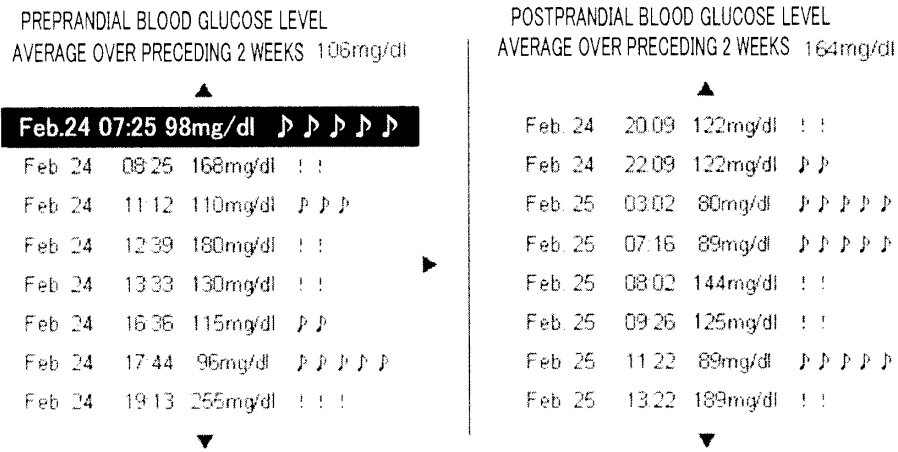 PREPRANDIAL BLOOD GLUCOSE LEVEL
AVERAGE OVER PRECEDING 2 WEEKS 106mg/dl
▲
Feb.24 07:25 98mg/dl ♪ ♪ ♪ ♪ ♪
Feb 24 08:25 168mg/dl ! !
Feb 24 11:12 110mg/dl ♪ ♪ ♪
Feb 24 12:39 180mg/dl ! !
Feb 24 13:33 130mg/dl ! !
Feb 24 16:36 115mg/dl ♪ ♪
Feb 24 17:44 96mg/dl ♪ ♪ ♪ ♪ ♪
Feb 24 19:13 255mg/dl ! ! !
▼
▶
POSTPRANDIAL BLOOD GLUCOSE LEVEL
AVERAGE OVER PRECEDING 2 WEEKS 164mg/dl
▲
Feb. 24 20:09 122mg/dl ! !
Feb. 24 22:09 122mg/dl ♪ ♪
Feb. 25 03:02 80mg/dl ♪ ♪ ♪ ♪ ♪
Feb. 25 07:16 89mg/dl ♪ ♪ ♪ ♪ ♪
Feb. 25 08:02 144mg/dl ! !
Feb. 25 09:26 125mg/dl ! !
Feb. 25 11:22 89mg/dl ♪ ♪ ♪ ♪ ♪
Feb. 25 13:22 189mg/dl ! !
▼